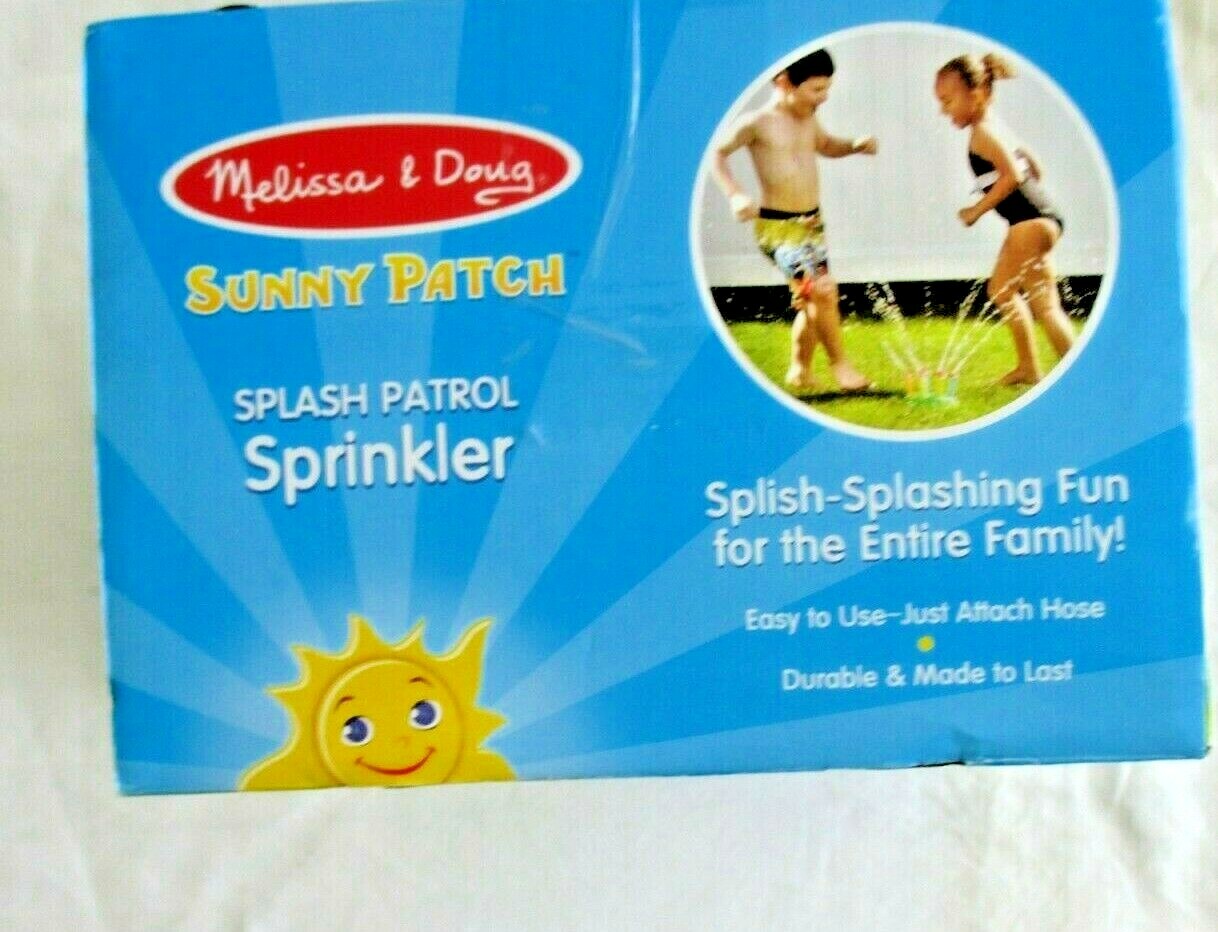 Melissa & Doug
SUNNY PATCH
SPLASH PATROL
Sprinkler
Splish-Splashing Fun
for the Entire Family!
Easy to Use–Just Attach Hose
Durable & Made to Last